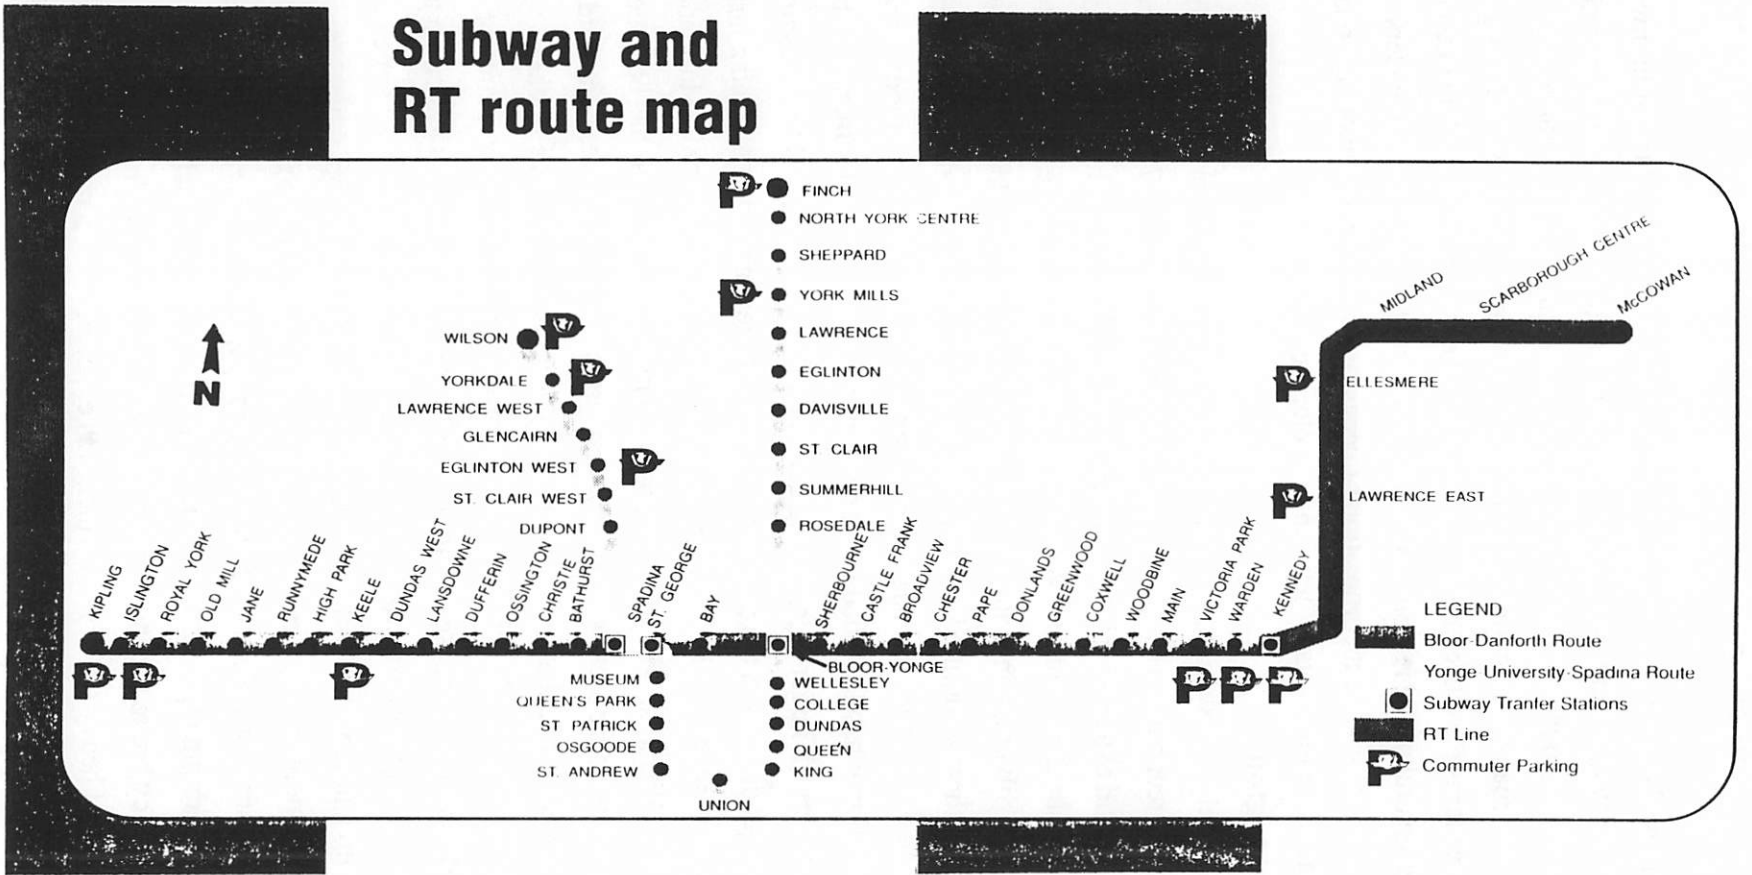 Subway and
RT route map
FINCH
NORTH YORK CENTRE
SHEPPARD
YORK MILLS
LAWRENCE
EGLINTON
DAVISVILLE
ST. CLAIR
SUMMERHILL
ROSEDALE
WILSON
YORKDALE
LAWRENCE WEST
GLENCAIRN
EGLINTON WEST
ST. CLAIR WEST
DUPONT
N
MIDLAND
SCARBOROUGH CENTRE
McCOWAN
ELLESMERE
LAWRENCE EAST
KIPLING
ISLINGTON
ROYAL YORK
OLD MILL
JANE
RUNNYMEDE
HIGH PARK
KEELE
DUNDAS WEST
LANSDOWNE
DUFFERIN
OSSINGTON
CHRISTIE
BATHURST
SPADINA
ST. GEORGE
BAY
SHERBOURNE
CASTLE FRANK
BROADVIEW
CHESTER
PAPE
DONLANDS
GREENWOOD
COXWELL
WOODBINE
MAIN
VICTORIA PARK
WARDEN
KENNEDY
BLOOR-YONGE
MUSEUM
QUEEN'S PARK
ST. PATRICK
OSGOODE
ST. ANDREW
UNION
WELLESLEY
COLLEGE
DUNDAS
QUEEN
KING
P
P
P
P
P
P
P
P
P
P
P
P
P
LEGEND
Bloor-Danforth Route
Yonge University-Spadina Route
Subway Tranfer Stations
RT Line
P Commuter Parking